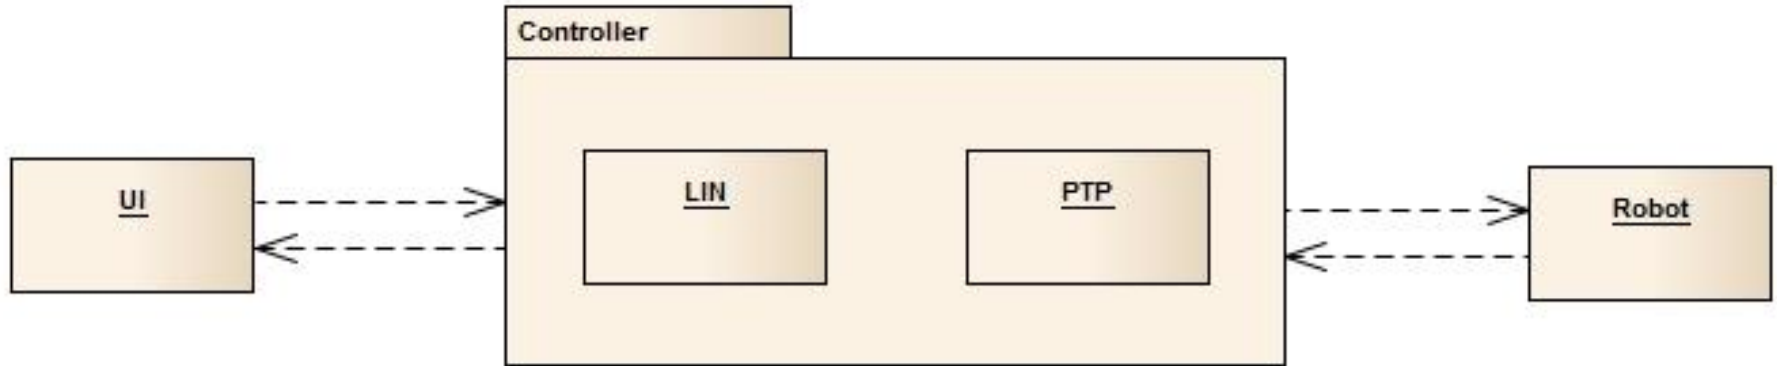 Controller
UI
LIN
PTP
Robot